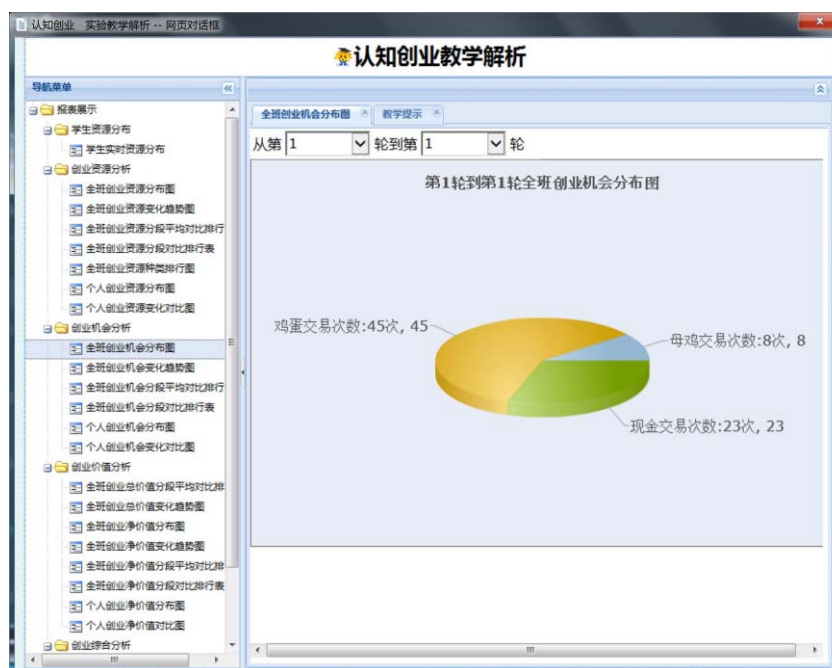 认知创业 实验教学解析 -- 网页对话框
认知创业教学解析
导航菜单
报表展示
学生资源分布
学生实时资源分布
创业资源分析
全班创业资源分布图
全班创业资源变化趋势图
全班创业资源分段平均对比排行
全班创业资源分段对比排行表
全班创业资源种类排行图
个人创业资源分布图
个人创业资源变化对比图
创业机会分析
全班创业机会分布图
全班创业机会变化趋势图
全班创业机会分段平均对比排行
全班创业机会分段对比排行表
个人创业机会分布图
个人创业机会变化对比图
创业价值分析
全班创业总价值分段平均对比排
全班创业总价值变化趋势图
全班创业净价值分布图
全班创业净价值变化趋势图
全班创业净价值分段平均对比排
全班创业净价值分段对比排行表
个人创业净价值分布图
个人创业净价值对比图
创业综合分析
全班创业机会分布图 教学提示
从第 1 轮到第 1 轮
第1轮到第1轮全班创业机会分布图
鸡蛋交易次数:45次, 45
母鸡交易次数:8次, 8
现金交易次数:23次, 23